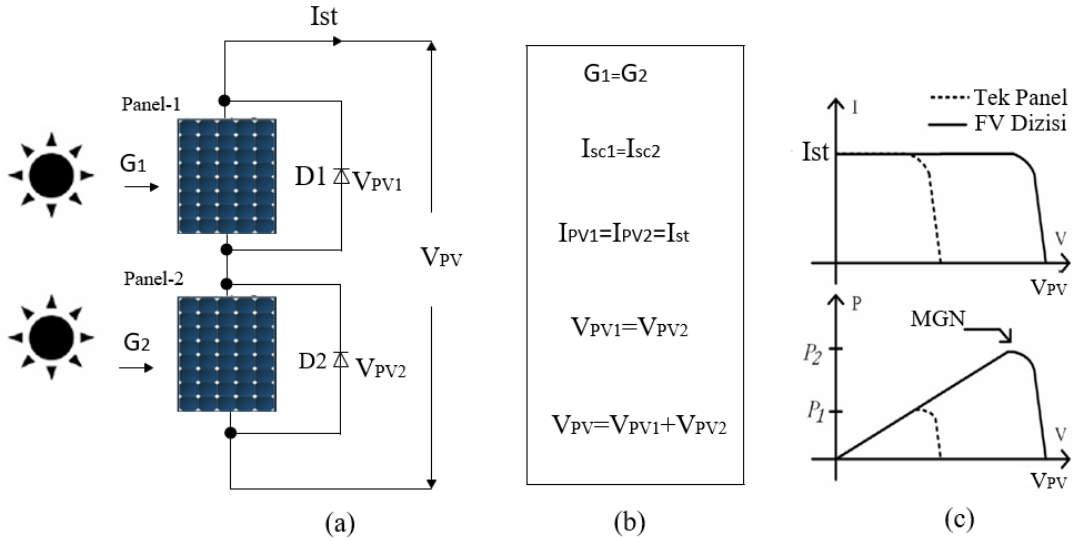 Ist
Panel-1
G1
D1
VPV1
VPV
Panel-2
G2
D2
VPV2
(a)
G1=G2
Isc1=Isc2
IPV1=IPV2=Ist
VPV1=VPV2
VPV=VPV1+VPV2
(b)
I
Tek Panel
FV Dizisi
Ist
V
VPV
P
MGN
P2
P1
V
VPV
(c)